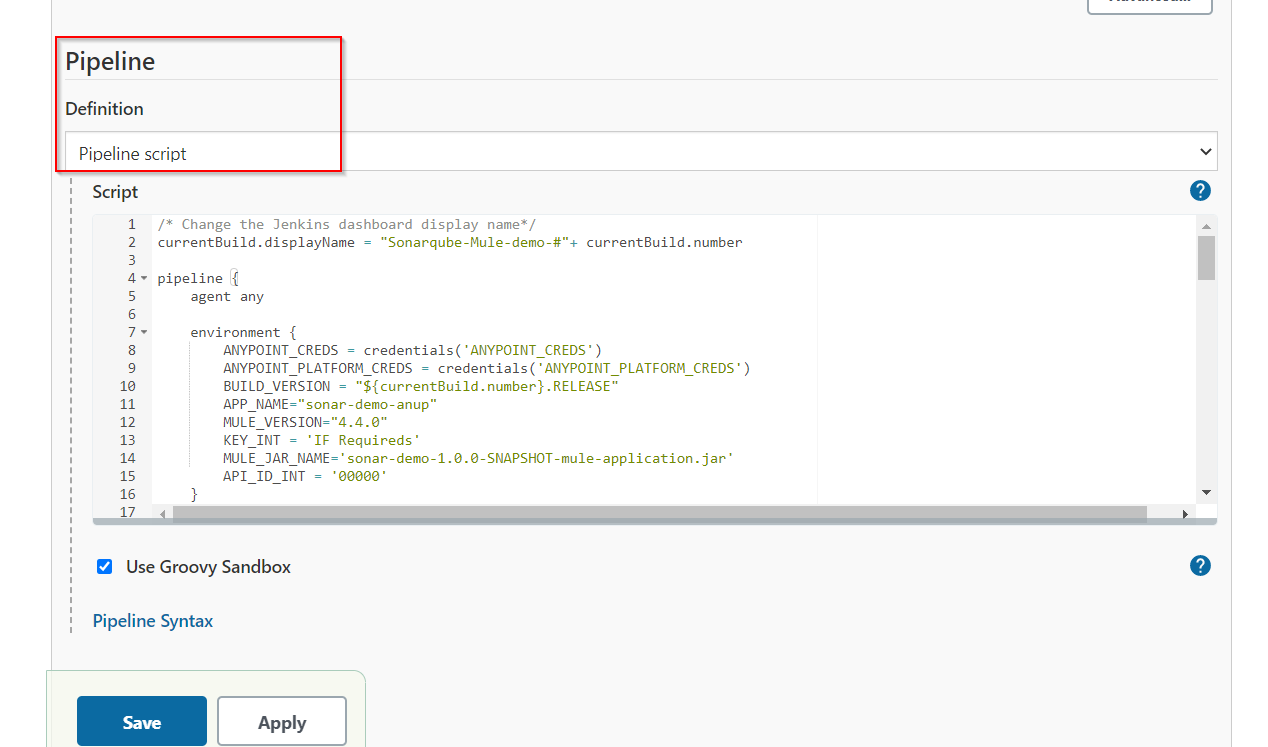 Pipeline
Definition
Pipeline script
Script
?
1 /* Change the Jenkins dashboard display name*/
2 currentBuild.displayName = "Sonarqube-Mule-demo-#"+ currentBuild.number
3
4 pipeline {
5 agent any
6
7 environment {
8 ANYPOINT_CREDS = credentials('ANYPOINT_CREDS')
9 ANYPOINT_PLATFORM_CREDS = credentials('ANYPOINT_PLATFORM_CREDS')
10 BUILD_VERSION = "${currentBuild.number}.RELEASE"
11 APP_NAME="sonar-demo-anup"
12 MULE_VERSION="4.4.0"
13 KEY_INT = 'IF Requireds'
14 MULE_JAR_NAME='sonar-demo-1.0.0-SNAPSHOT-mule-application.jar'
15 API_ID_INT = '00000'
16 }
17
Use Groovy Sandbox
?
Pipeline Syntax
Save
Apply